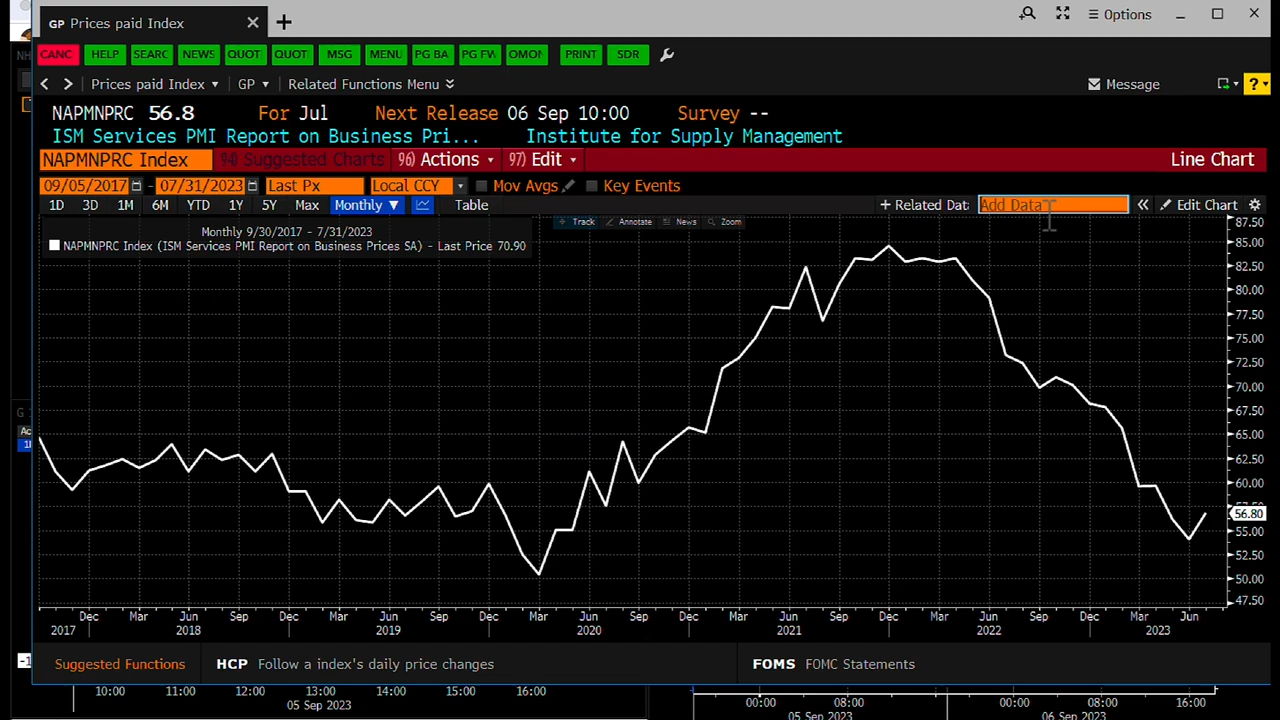 GP Prices paid Index
Options
CANC HELP SEARC NEWS QUOT QUOT MSG MENU PG BA PG FW OMON PRINT SDR
Prices paid Index GP Related Functions Menu Message ?
NAPMNPRC 56.8 For Jul Next Release 06 Sep 10:00 Survey --
ISM Services PMI Report on Business Pri... Institute for Supply Management
NAPMNPRC Index 94) Suggested Charts 96) Actions 97) Edit Line Chart
09/05/2017 - 07/31/2023 Last Px Local CCY Mov Avgs Key Events
1D 3D 1M 6M YTD 1Y 5Y Max Monthly ▼ Table + Related Dat Add Data « Edit Chart
Track Annotate News Zoom
Monthly 9/30/2017 - 7/31/2023
NAPMNPRC Index (ISM Services PMI Report on Business Prices SA) - Last Price 70.90
87.50
85.00
82.50
80.00
77.50
75.00
72.50
70.00
67.50
65.00
62.50
60.00
56.80
55.00
52.50
50.00
47.50
Dec Mar Jun Sep Dec Mar Jun Sep Dec Mar Jun Sep Dec Mar Jun Sep Dec Mar Jun Sep Dec Mar Jun
2017 2018 2019 2020 2021 2022 2023
Suggested Functions HCP Follow a index's daily price changes FOMS FOMC Statements
10:00 11:00 12:00 13:00 14:00 15:00 16:00 00:00 08:00 16:00 00:00 08:00 16:00
05 Sep 2023 05 Sep 2023 06 Sep 2023